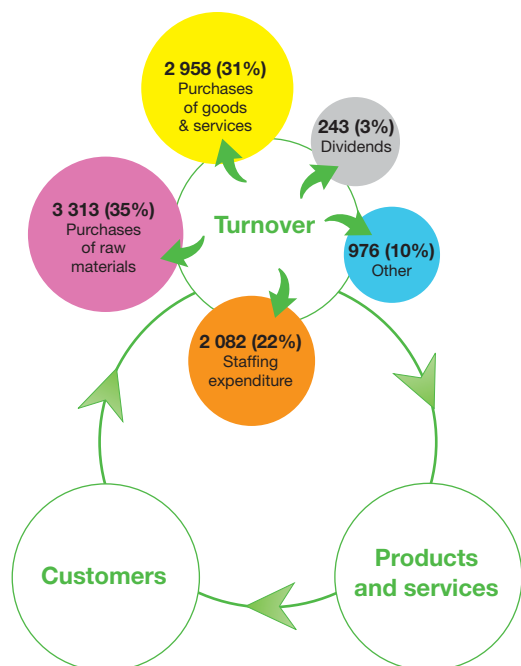 2 958 (31%)
Purchases
of goods
& services
243 (3%)
Dividends
3 313 (35%)
Purchases
of raw
materials
Turnover
976 (10%)
Other
2 082 (22%)
Staffing
expenditure
Customers
Products
and services